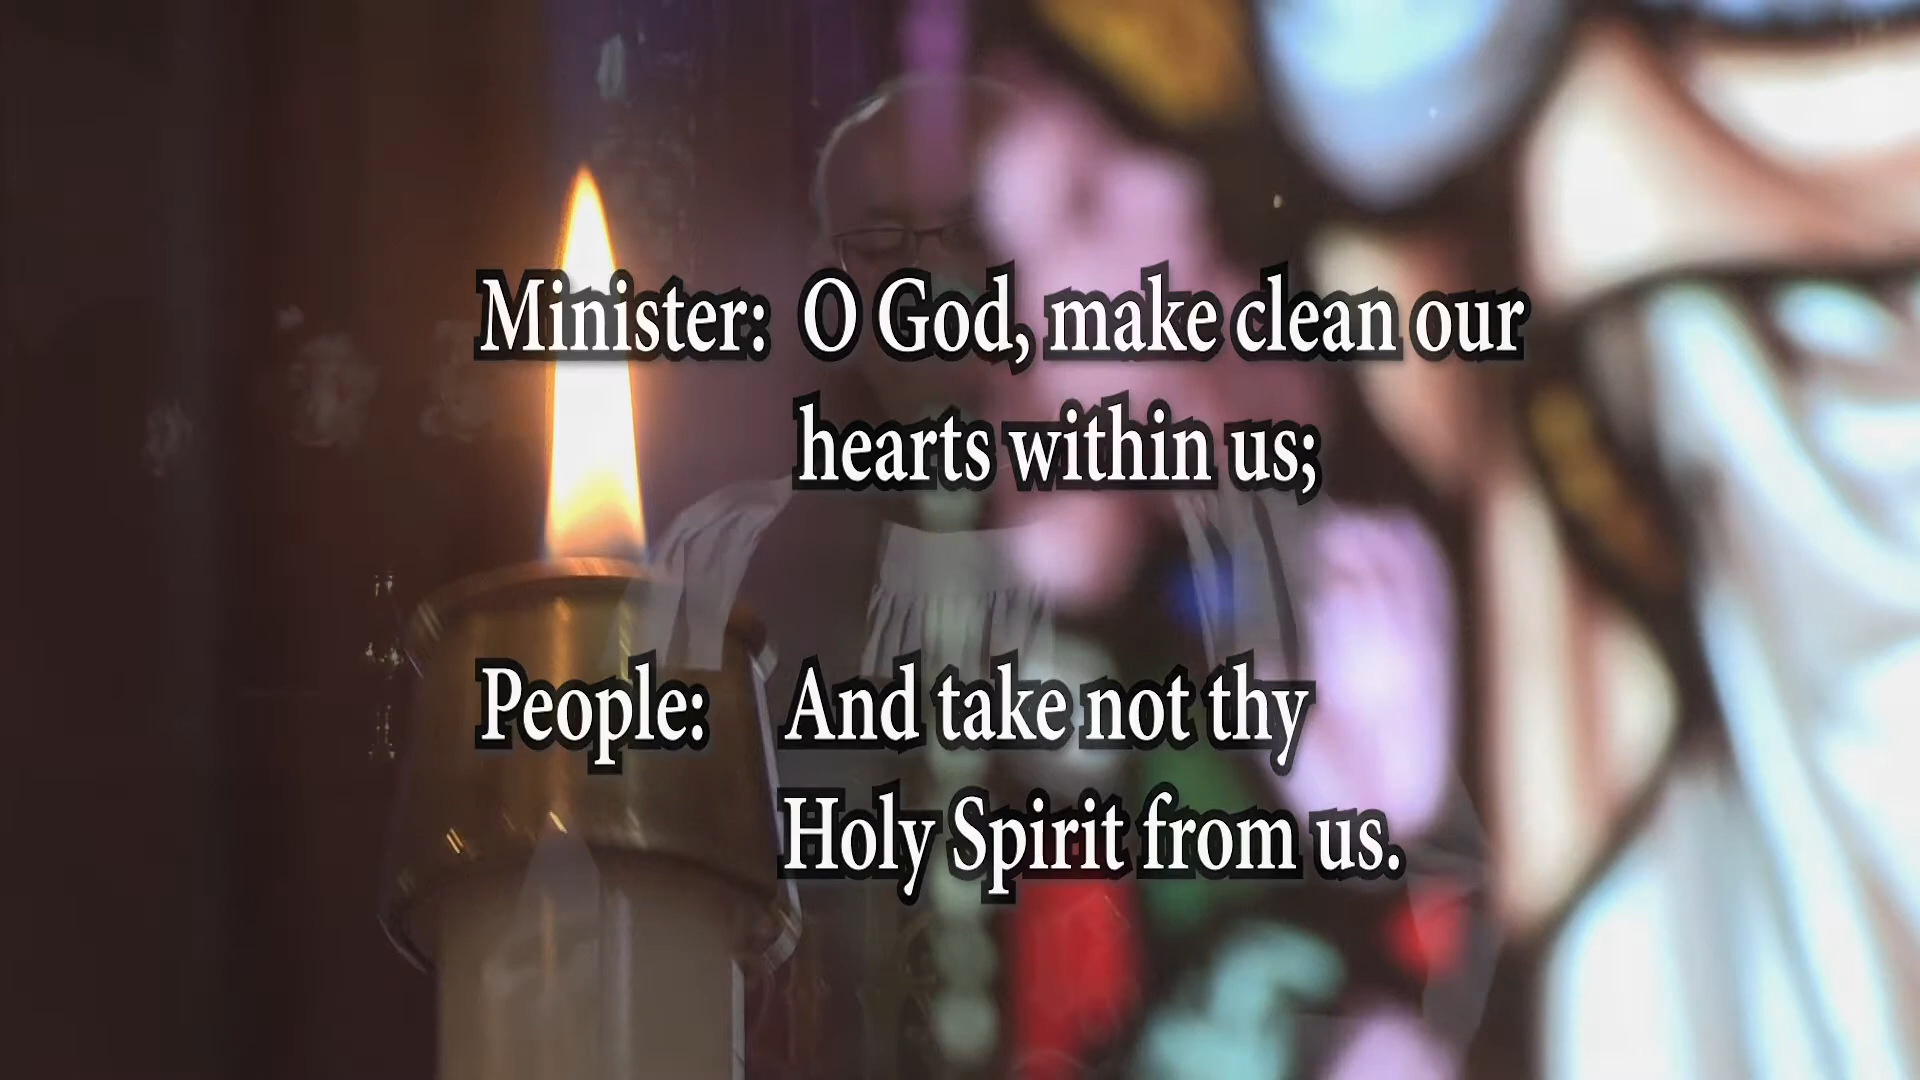 Minister: O God, make clean our
hearts within us;
People: And take not thy
Holy Spirit from us.